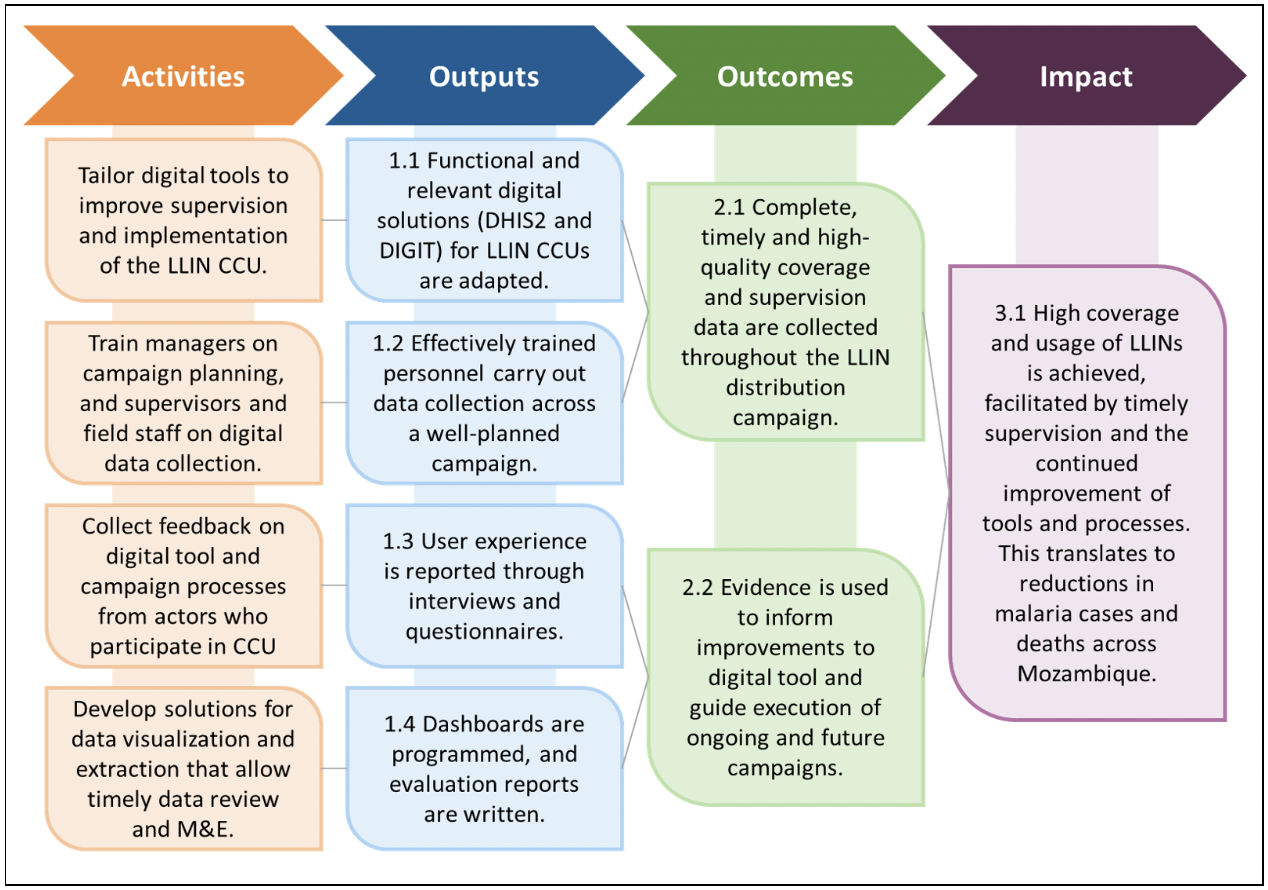 Activities
Outputs
Outcomes
Impact
Tailor digital tools to
improve supervision
and implementation
of the LLIN CCU.
Train managers on
campaign planning,
and supervisors and
field staff on digital
data collection.
Collect feedback on
digital tool and
campaign processes
from actors who
participate in CCU
Develop solutions for
data visualization and
extraction that allow
timely data review
and M&E.
1.1 Functional and
relevant digital
solutions (DHIS2 and
DIGIT) for LLIN CCUs
are adapted.
1.2 Effectively trained
personnel carry out
data collection across
a well-planned
campaign.
1.3 User experience
is reported through
interviews and
questionnaires.
1.4 Dashboards are
programmed, and
evaluation reports
are written.
2.1 Complete,
timely and high-
quality coverage
and supervision
data are collected
throughout the LLIN
distribution
campaign.
2.2 Evidence is used
to inform
improvements to
digital tool and
guide execution of
ongoing and future
campaigns.
3.1 High coverage
and usage of LLINs
is achieved,
facilitated by timely
supervision and the
continued
improvement of
tools and processes.
This translates to
reductions in
malaria cases and
deaths across
Mozambique.